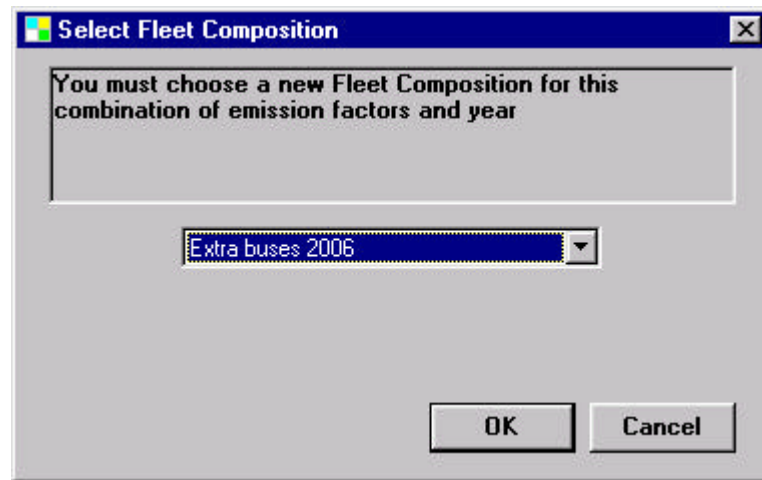 Select Fleet Composition
You must choose a new Fleet Composition for this
combination of emission factors and year
Extra buses 2006
OK
Cancel